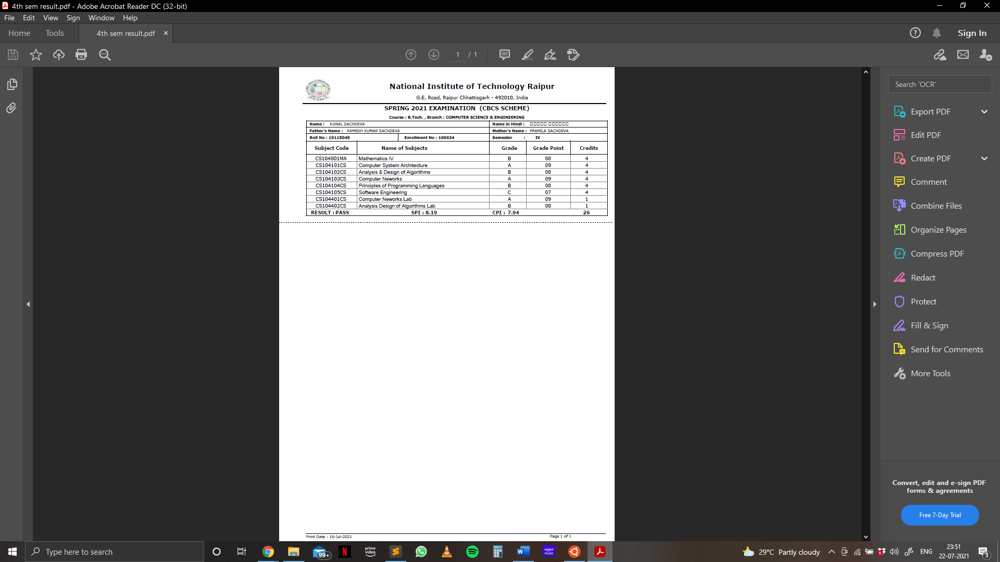 4th sem result.pdf - Adobe Acrobat Reader DC (32-bit)
File Edit View Sign Window Help
Home Tools 4th sem result.pdf × Sign In
1 / 1
National Institute of Technology Raipur
G.E. Road, Raipur Chhattisgarh - 492010, India
SPRING 2021 EXAMINATION (CBCS SCHEME)
Course : B.Tech. , Branch : COMPUTER SCIENCE & ENGINEERING
Name : KUNAL SACHDEVA Name in Hindi : □□□□□ □□□□□□
Father's Name : RAMESH KUMAR SACHDEVA Mother's Name : PRAMILA SACHDEVA
Roll No : 19115045 Enrollment No : 190634 Semester : IV
Subject Code Name of Subjects Grade Grade Point Credits
CS104001MA Mathematics IV B 08 4
CS104101CS Computer System Architecture A 09 4
CS104102CS Analysis & Design of Algorithms B 08 4
CS104103CS Computer Neworks A 09 4
CS104104CS Principles of Programming Languages B 08 4
CS104105CS Software Engineering C 07 4
CS104401CS Computer Neworks Lab A 09 1
CS104402CS Analysis Design of Algorithms Lab B 08 1
RESULT : PASS SPI : 8.19 CPI : 7.94 26
Print Date : 16-Jul-2021 Page 1 of 1
Search 'OCR'
Export PDF
Edit PDF
Create PDF
Comment
Combine Files
Organize Pages
Compress PDF
Redact
Protect
Fill & Sign
Send for Comments
More Tools
Convert, edit and e-sign PDF
forms & agreements
Free 7-Day Trial
Type here to search
99+
prime
video
amazon
music
29°C Partly cloudy
ENG
23:51
22-07-2021
3